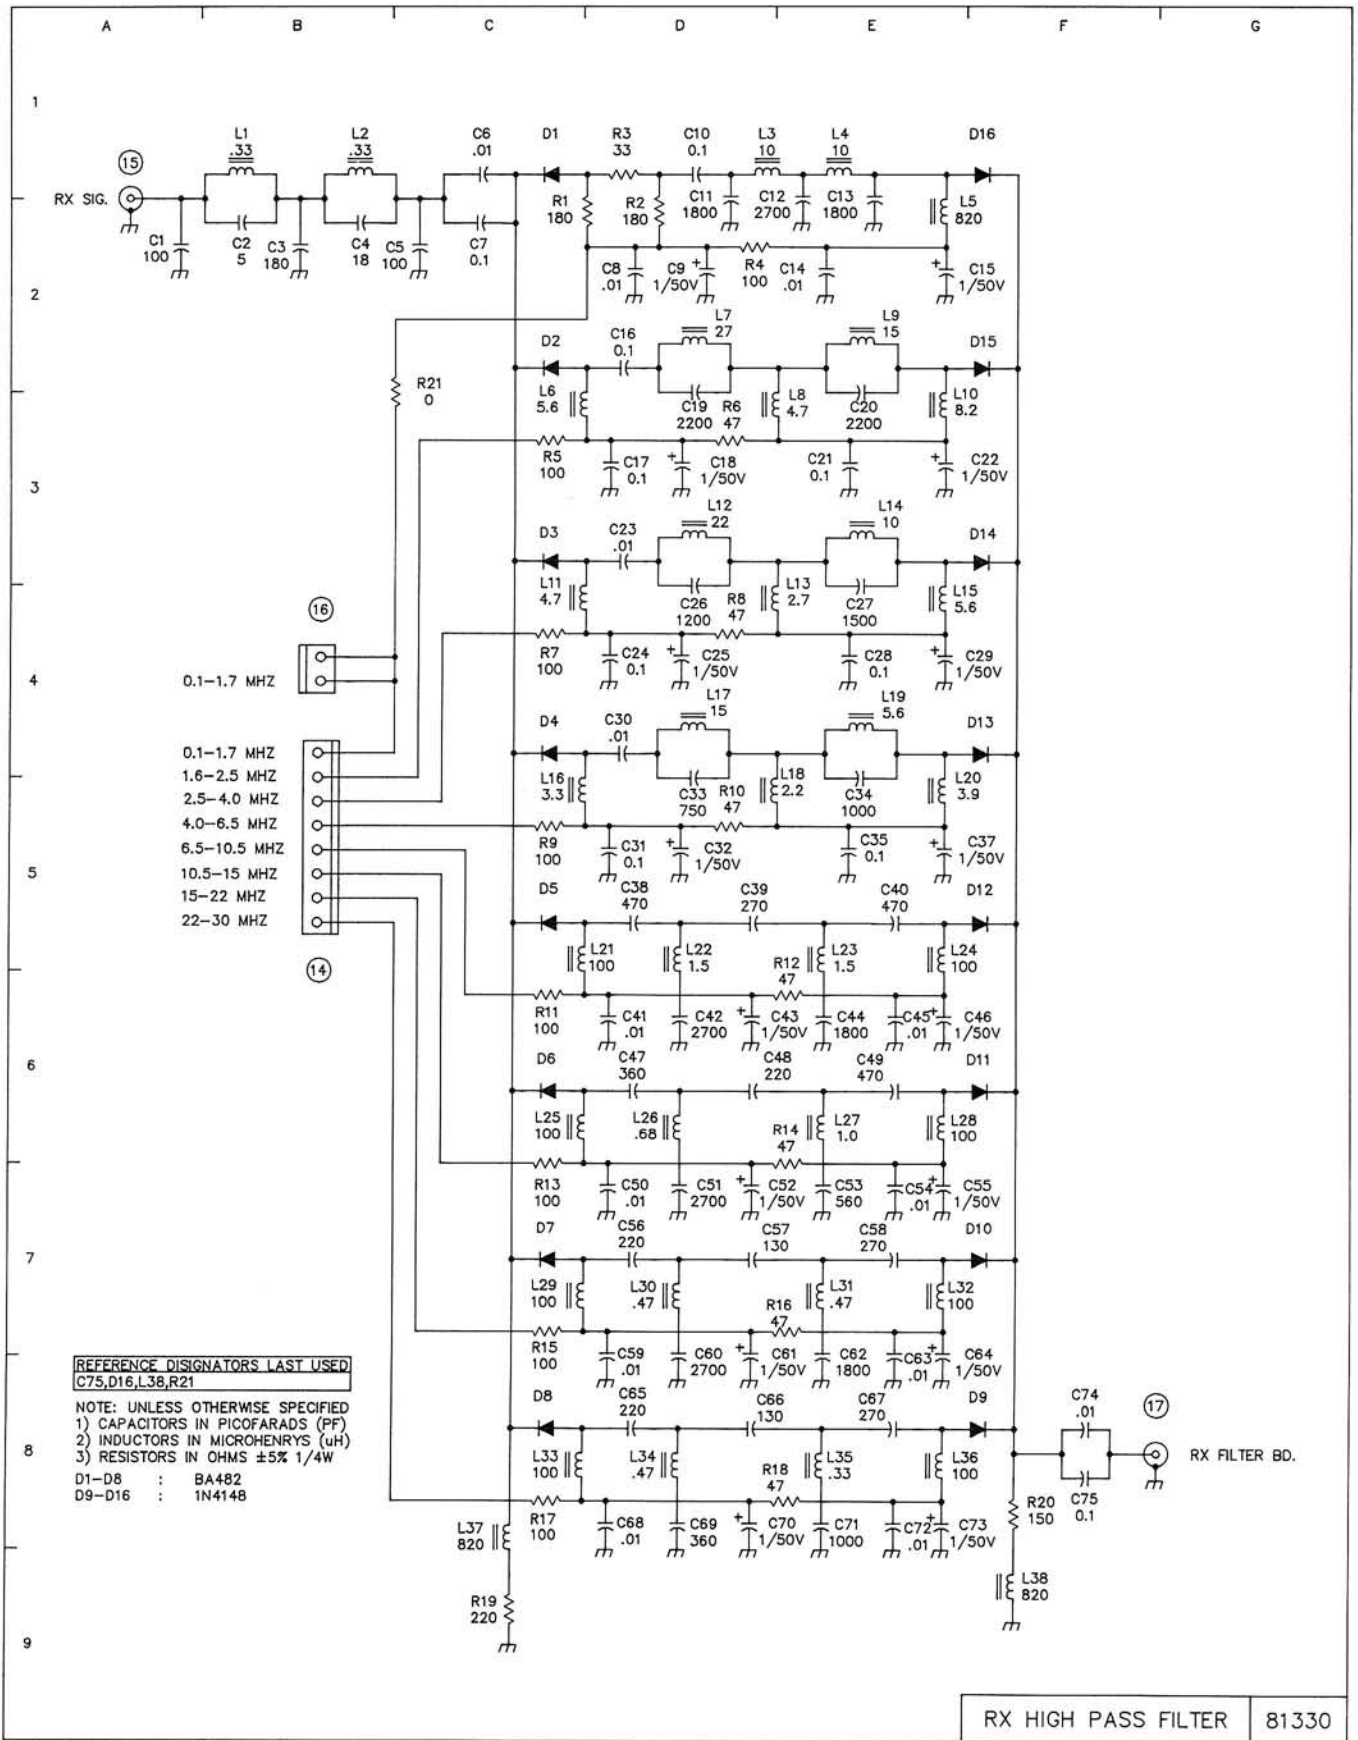 A B C D E F G
1
L1
.33
L2
.33
C6
.01
D1
R3
33
C10
0.1
L3
10
L4
10
D16
15
RX SIG.
C1
100
C2
5
C3
180
C4
18
C5
100
C7
0.1
R1
180
R2
180
C11
1800
C12
2700
C13
1800
L5
820
2
C8
.01
C9
1/50V
+
R4
100
C14
.01
+
C15
1/50V
D2
C16
0.1
L7
27
L9
15
D15
R21
0
L6
5.6
C19
2200
R6
47
L8
4.7
C20
2200
L10
8.2
3
R5
100
C17
0.1
+
C18
1/50V
C21
0.1
+
C22
1/50V
D3
C23
.01
L12
22
L14
10
D14
L11
4.7
C26
1200
R8
47
L13
2.7
C27
1500
L15
5.6
16
4
0.1-1.7 MHZ
R7
100
C24
0.1
+
C25
1/50V
C28
0.1
+
C29
1/50V
D4
C30
.01
L17
15
L19
5.6
D13
0.1-1.7 MHZ
1.6-2.5 MHZ
2.5-4.0 MHZ
4.0-6.5 MHZ
6.5-10.5 MHZ
10.5-15 MHZ
15-22 MHZ
22-30 MHZ
14
L16
3.3
C33
750
R10
47
L18
2.2
C34
1000
L20
3.9
5
R9
100
C31
0.1
+
C32
1/50V
C35
0.1
+
C37
1/50V
D5
C38
470
C39
270
C40
470
D12
L21
100
L22
1.5
R12
47
L23
1.5
L24
100
R11
100
C41
.01
C42
2700
+
C43
1/50V
C44
1800
C45
.01
+
C46
1/50V
6
D6
C47
360
C48
220
C49
470
D11
L25
100
L26
.68
R14
47
L27
1.0
L28
100
R13
100
C50
.01
C51
2700
+
C52
1/50V
C53
560
C54
.01
+
C55
1/50V
7
D7
C56
220
C57
130
C58
270
D10
L29
100
L30
.47
R16
47
L31
.47
L32
100
R15
100
C59
.01
C60
2700
+
C61
1/50V
C62
1800
C63
.01
+
C64
1/50V
REFERENCE DISIGNATORS LAST USED
C75,D16,L38,R21
NOTE: UNLESS OTHERWISE SPECIFIED
1) CAPACITORS IN PICOFARADS (PF)
2) INDUCTORS IN MICROHENRYS (uH)
3) RESISTORS IN OHMS ±5% 1/4W
D1-D8 : BA482
D9-D16 : 1N4148
8
D8
C65
220
C66
130
C67
270
D9
C74
.01
17
RX FILTER BD.
C75
0.1
L33
100
L34
.47
R18
47
L35
.33
L36
100
R20
150
L37
820
R17
100
C68
.01
C69
360
+
C70
1/50V
C71
1000
C72
.01
+
C73
1/50V
L38
820
R19
220
9
RX HIGH PASS FILTER 81330